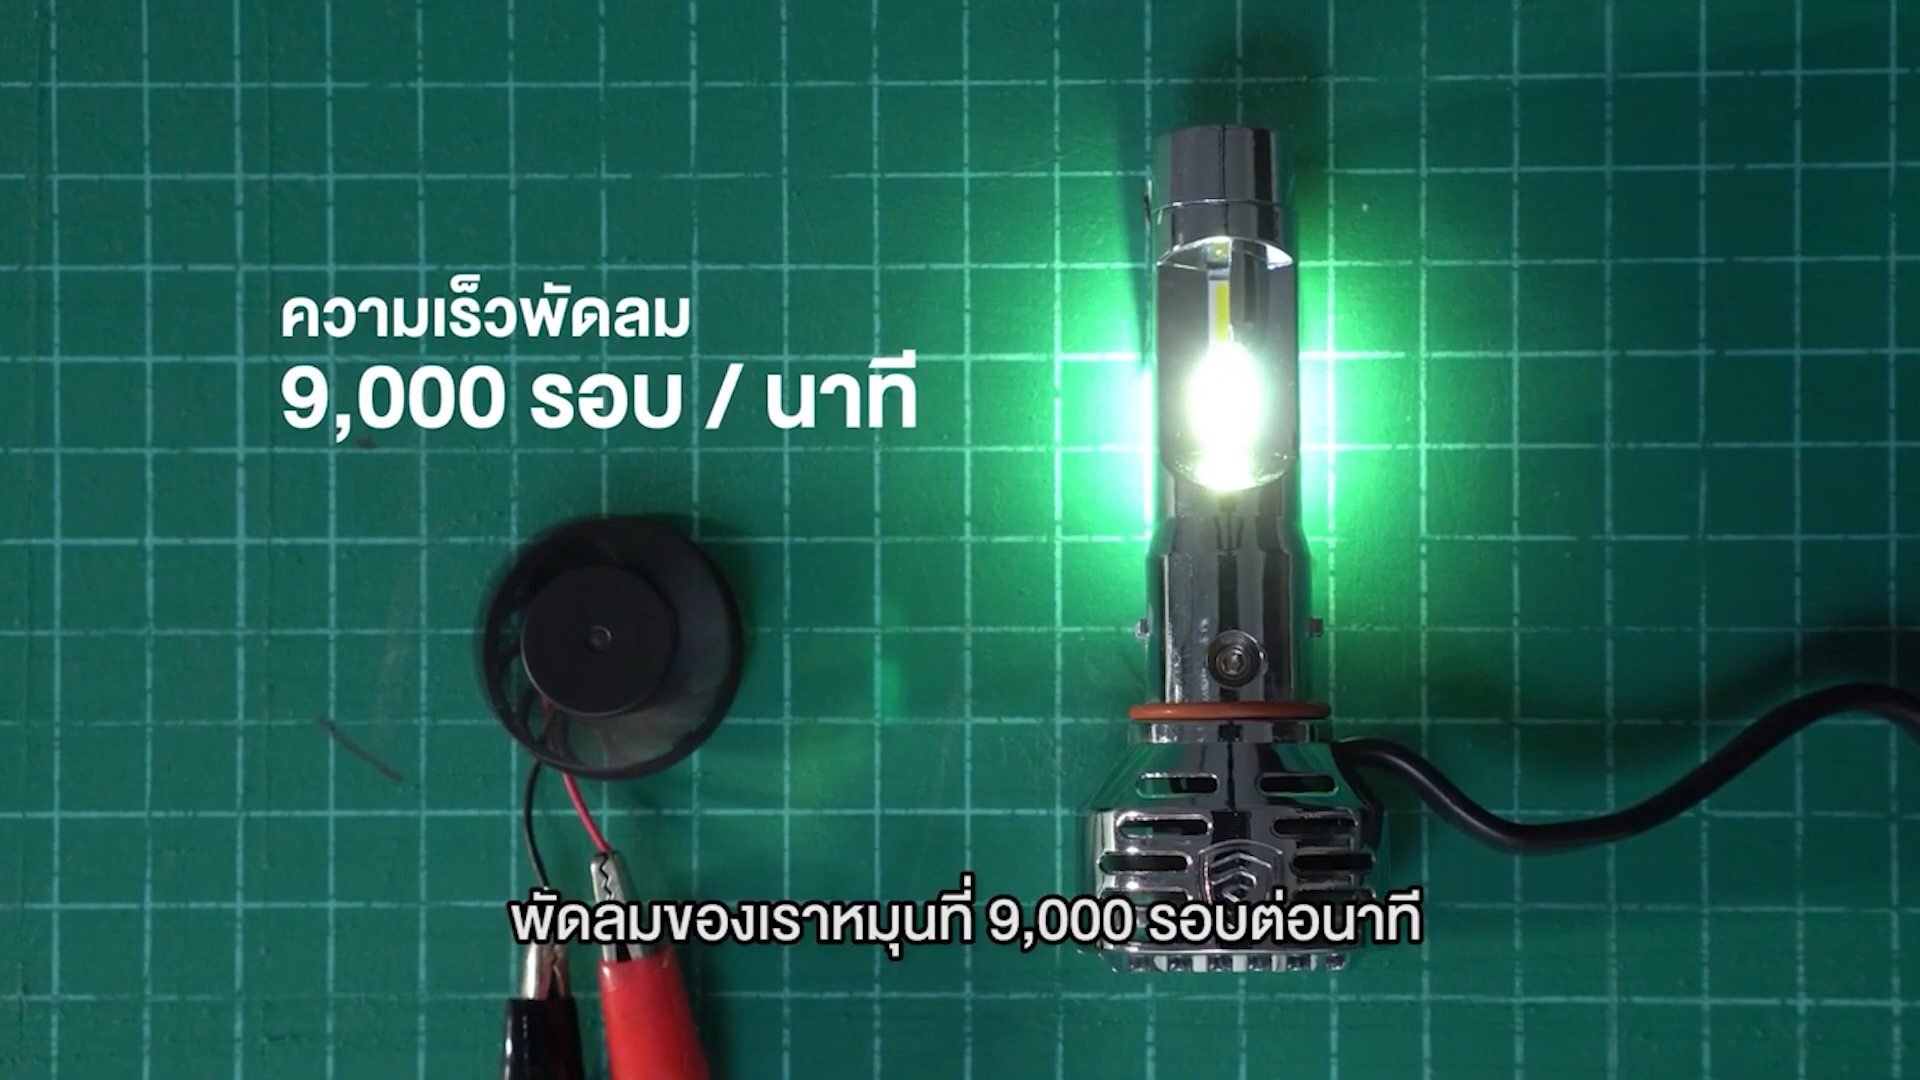 ความเร็วพัดลม
9,000 รอบ / นาที
พัดลมของเราหมุนที่ 9,000 รอบต่อนาที